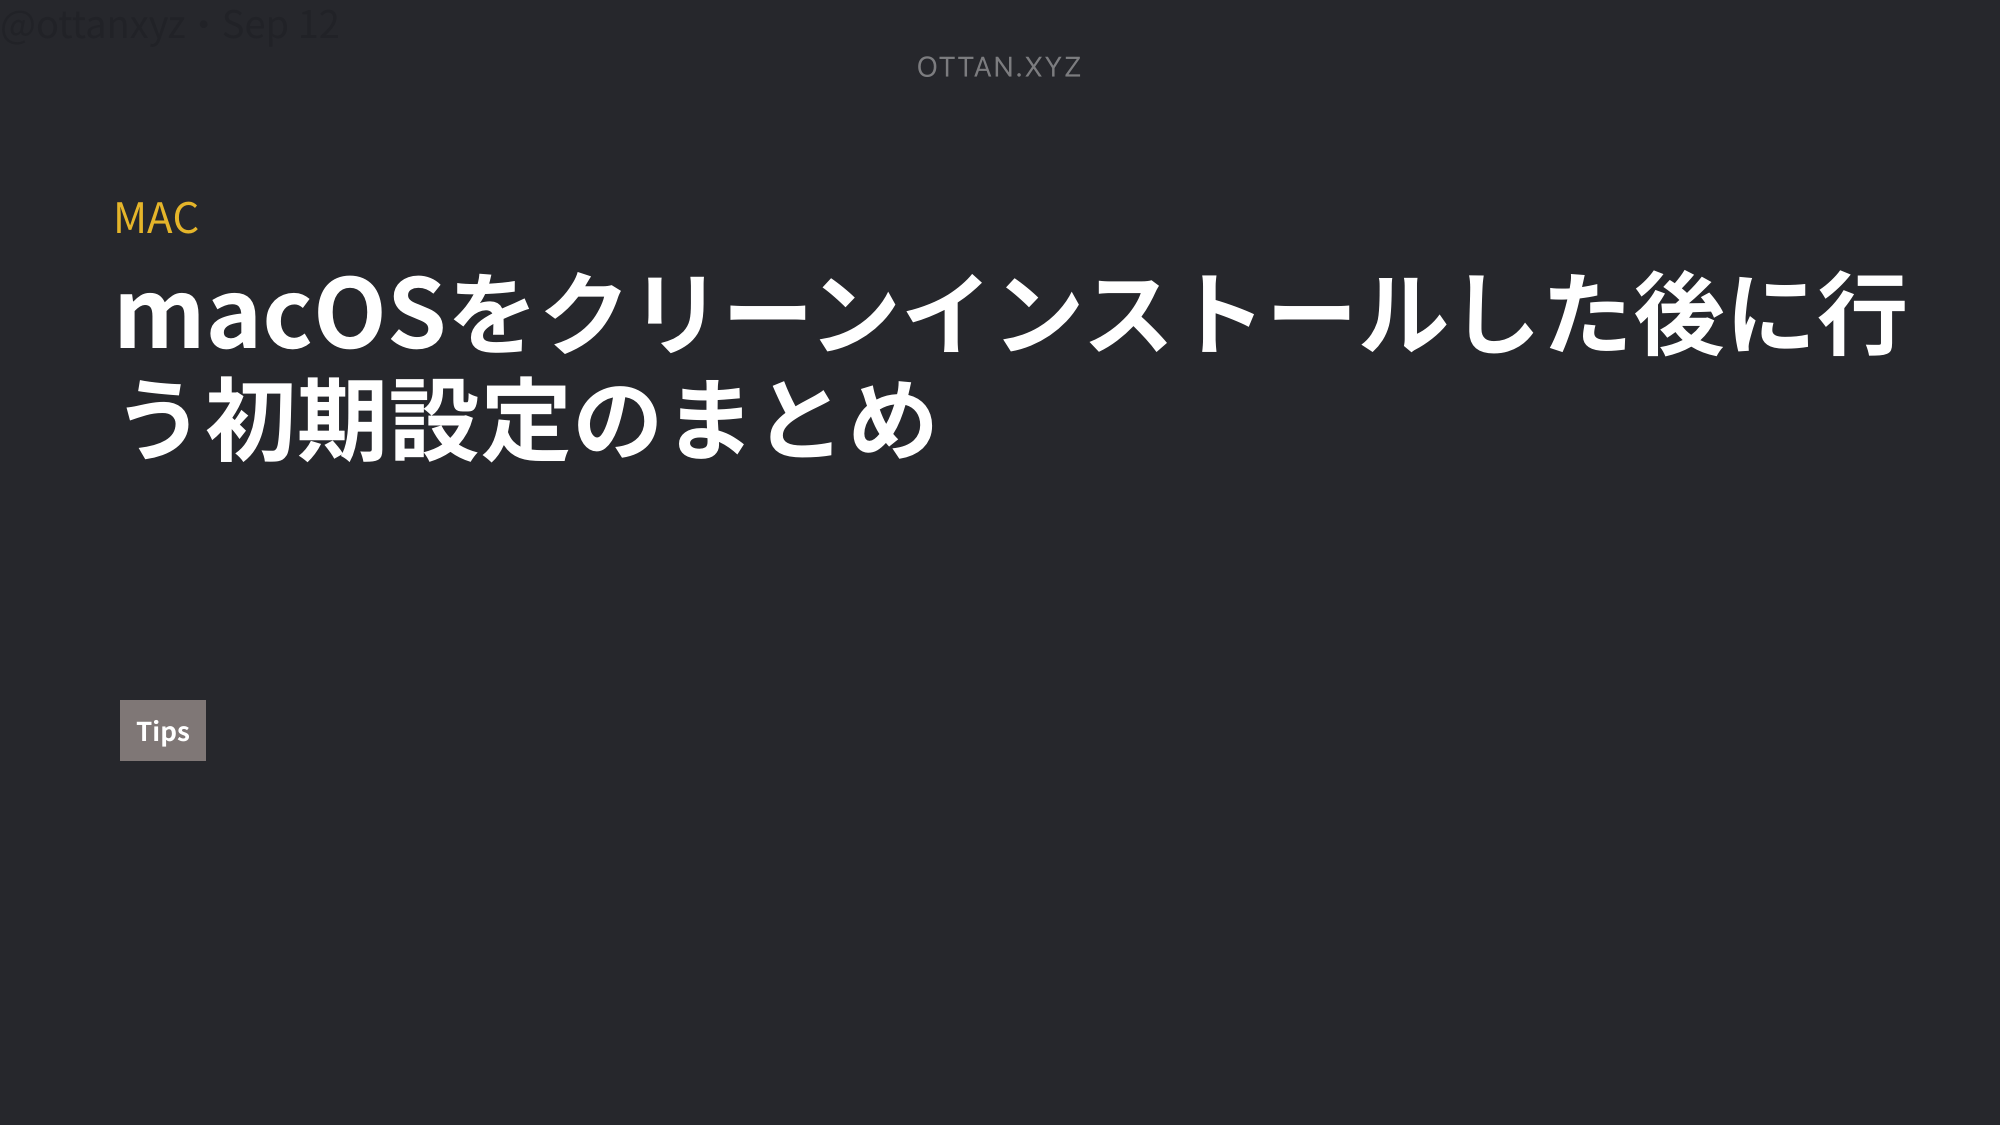 @ottanxyz・Sep 12
OTTAN.XYZ
MAC
macOSをクリーンインストールした後に行
う初期設定のまとめ
Tips